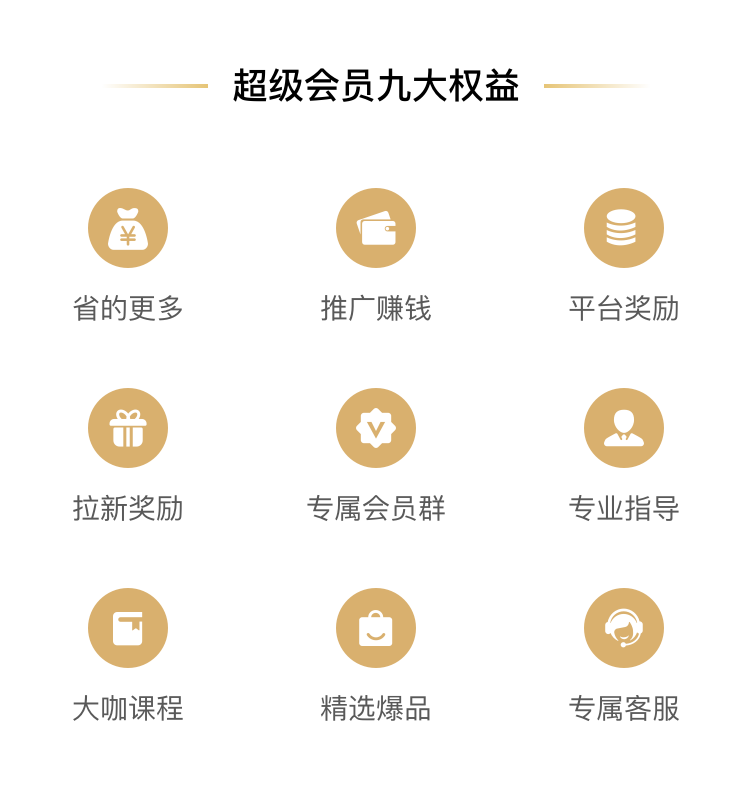 超级会员九大权益
省的更多 推广赚钱 平台奖励
拉新奖励 专属会员群 专业指导
大咖课程 精选爆品 专属客服